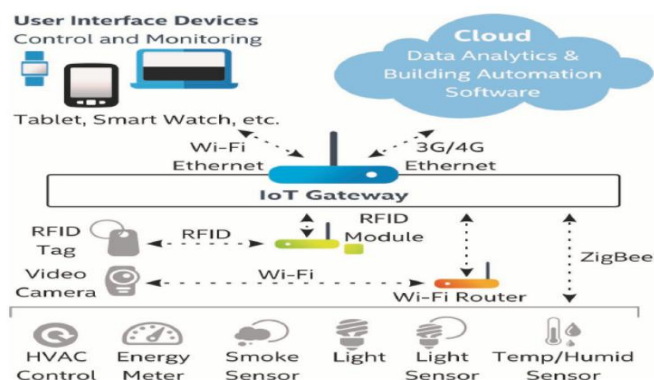 User Interface Devices
Control and Monitoring
Tablet, Smart Watch, etc.
Cloud
Data Analytics &
Building Automation
Software
Wi-Fi
Ethernet
3G/4G
Ethernet
IoT Gateway
RFID
Tag
RFID
RFID
Module
Video
Camera
Wi-Fi
Wi-Fi Router
ZigBee
HVAC
Control
Energy
Meter
Smoke
Sensor
Light
Light
Sensor
Temp/Humid
Sensor